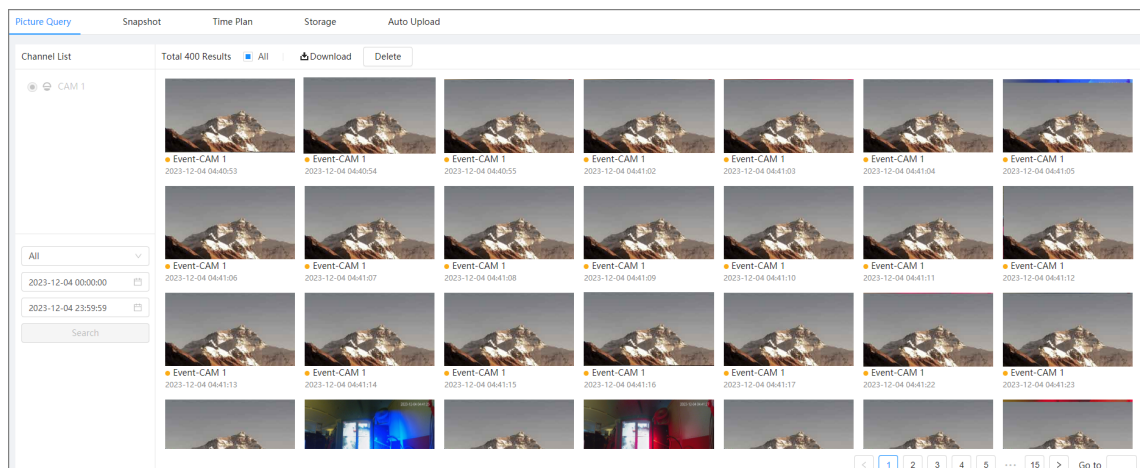 Picture Query Snapshot Time Plan Storage Auto Upload
Channel List
Total 400 Results All Download Delete
CAM 1
Event-CAM 1 Event-CAM 1 Event-CAM 1 Event-CAM 1 Event-CAM 1 Event-CAM 1 Event-CAM 1
2023-12-04 04:40:53 2023-12-04 04:40:54 2023-12-04 04:40:55 2023-12-04 04:41:02 2023-12-04 04:41:03 2023-12-04 04:41:04 2023-12-04 04:41:05
All
2023-12-04 00:00:00
2023-12-04 23:59:59
Search
Event-CAM 1 Event-CAM 1 Event-CAM 1 Event-CAM 1 Event-CAM 1 Event-CAM 1 Event-CAM 1
2023-12-04 04:41:06 2023-12-04 04:41:07 2023-12-04 04:41:08 2023-12-04 04:41:09 2023-12-04 04:41:10 2023-12-04 04:41:11 2023-12-04 04:41:12
Event-CAM 1 Event-CAM 1 Event-CAM 1 Event-CAM 1 Event-CAM 1 Event-CAM 1 Event-CAM 1
2023-12-04 04:41:13 2023-12-04 04:41:14 2023-12-04 04:41:15 2023-12-04 04:41:16 2023-12-04 04:41:17 2023-12-04 04:41:22 2023-12-04 04:41:23
< 1 2 3 4 5 ··· 15 > Go to